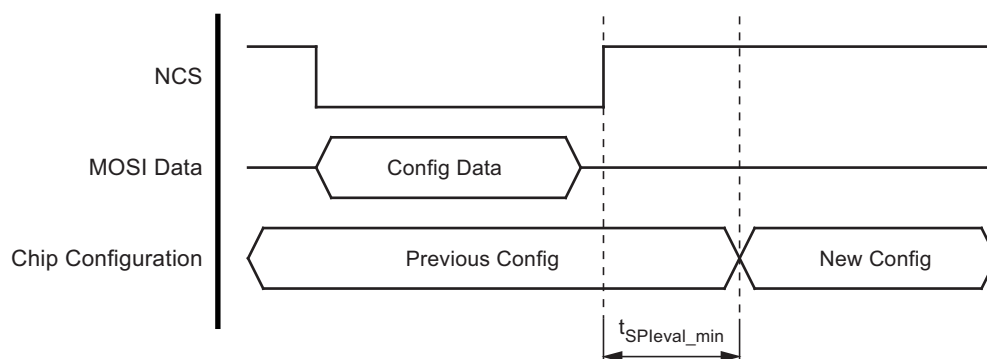 NCS
MOSI Data
Config Data
Chip Configuration
Previous Config
New Config
tSPIeval_min